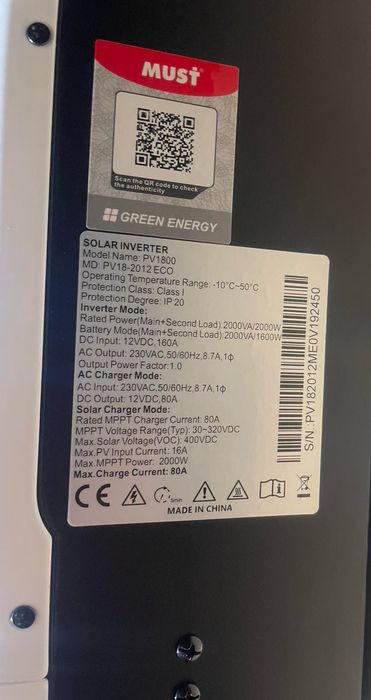 MUST
Scan the QR code to check
the authenticity
GREEN ENERGY
SOLAR INVERTER
Model Name: PV1800
MD: PV18-2012 ECO
Operating Temperature Range: -10°C~50°C
Protection Class: Class I
Protection Degree: IP 20
Inverter Mode:
Rated Power(Main+Second Load):2000VA/2000W
Battery Mode(Main+Second Load):2000VA/1600W
DC Input: 12VDC,160A
AC Output: 230VAC,50/60Hz,8.7A,1ϕ
Output Power Factor:1.0
AC Charger Mode:
AC Input: 230VAC,50/60Hz,8.7A,1ϕ
DC Output: 12VDC,80A
Solar Charger Mode:
Rated MPPT Charger Current: 80A
MPPT Voltage Range(Typ): 30~320VDC
Max.Solar Voltage(VOC): 400VDC
Max.PV Input Current: 16A
Max.MPPT Power: 2000W
Max.Charge Current: 80A
CE
5min
MADE IN CHINA
S/N.:PV182012ME0V192450